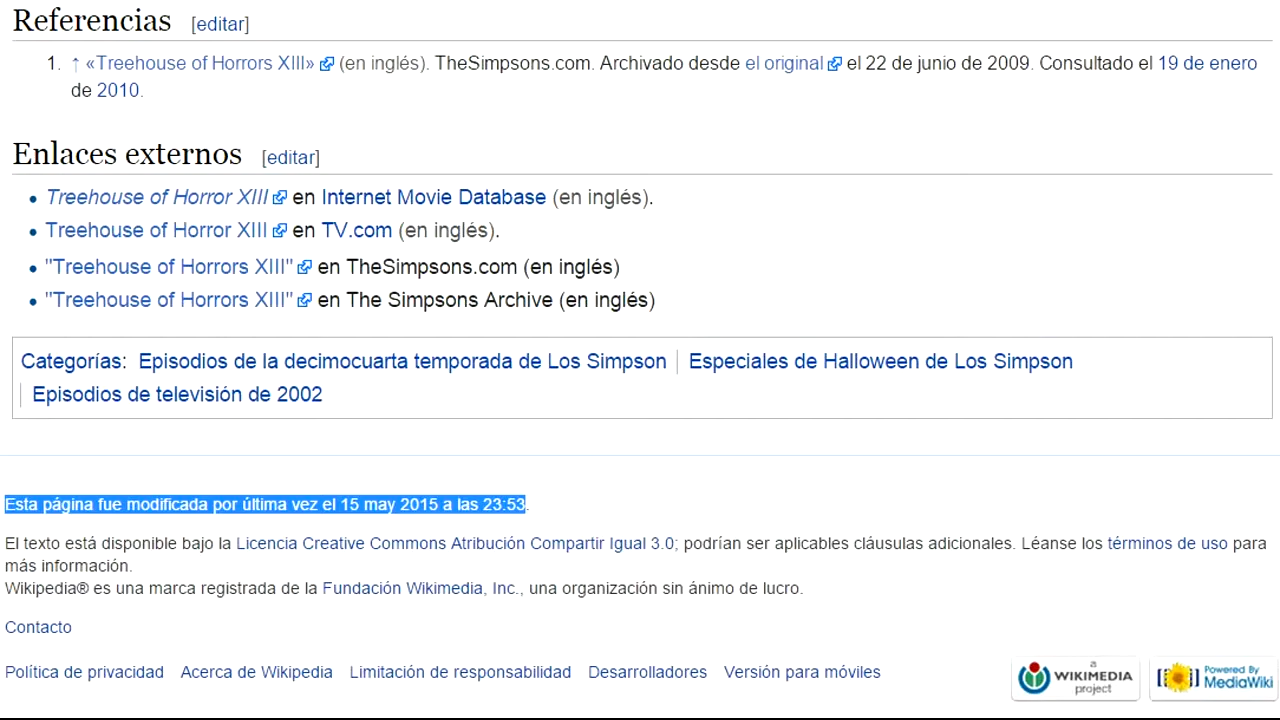 Referencias [editar]
1. ↑ «Treehouse of Horrors XIII» (en inglés). TheSimpsons.com. Archivado desde el original el 22 de junio de 2009. Consultado el 19 de enero
de 2010.
Enlaces externos [editar]
• Treehouse of Horror XIII en Internet Movie Database (en inglés).
• Treehouse of Horror XIII en TV.com (en inglés).
• "Treehouse of Horrors XIII" en TheSimpsons.com (en inglés)
• "Treehouse of Horrors XIII" en The Simpsons Archive (en inglés)
Categorías: Episodios de la decimocuarta temporada de Los Simpson | Especiales de Halloween de Los Simpson
| Episodios de televisión de 2002
Esta página fue modificada por última vez el 15 may 2015 a las 23:53.
El texto está disponible bajo la Licencia Creative Commons Atribución Compartir Igual 3.0; podrían ser aplicables cláusulas adicionales. Léanse los términos de uso para
más información.
Wikipedia® es una marca registrada de la Fundación Wikimedia, Inc., una organización sin ánimo de lucro.
Contacto
Política de privacidad Acerca de Wikipedia Limitación de responsabilidad Desarrolladores Versión para móviles
a
WIKIMEDIA
project
Powered By
MediaWiki